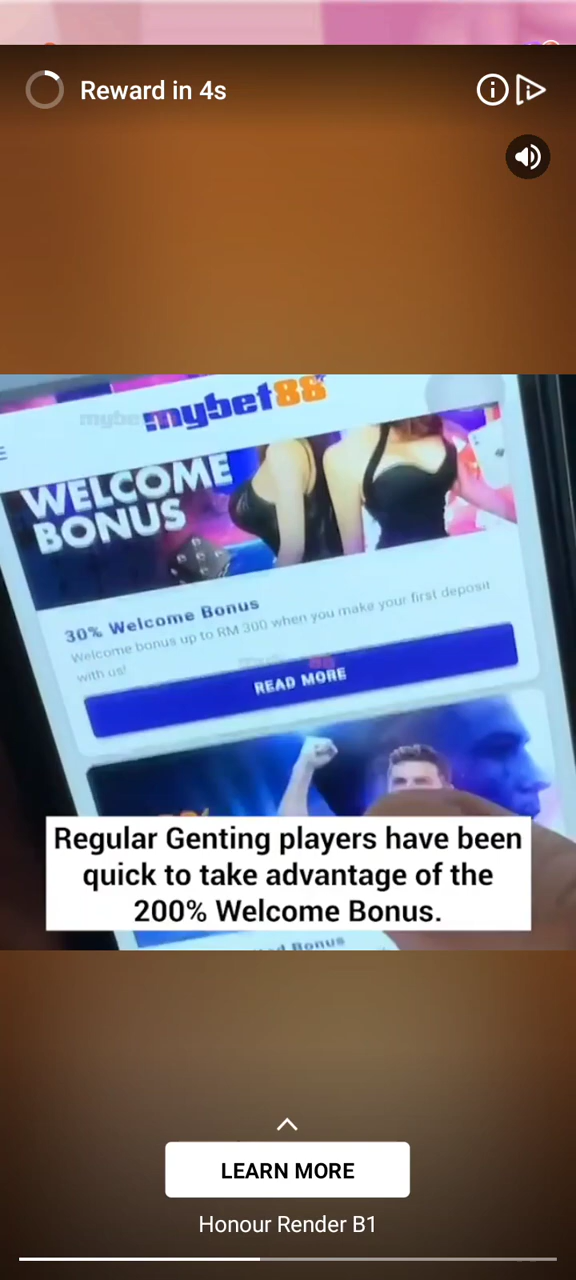 Reward in 4s
mybet88
WELCOME
BONUS
30% Welcome Bonus
Welcome bonus up to RM 300 when you make your first deposit
with us!
READ MORE
Regular Genting players have been
quick to take advantage of the
200% Welcome Bonus.
Bonus
LEARN MORE
Honour Render B1